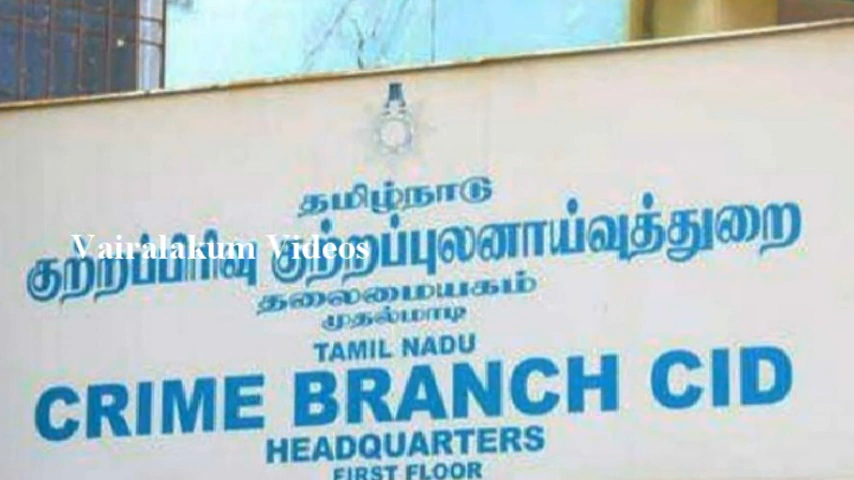 தமிழ்நாடு
குற்றப்பிரிவு குற்றப்புலனாய்வுத்துறை
Vairalakum Videos
தலைமையகம்
முதல்மாடி
TAMIL NADU
CRIME BRANCH CID
HEADQUARTERS
FIRST FLOOR